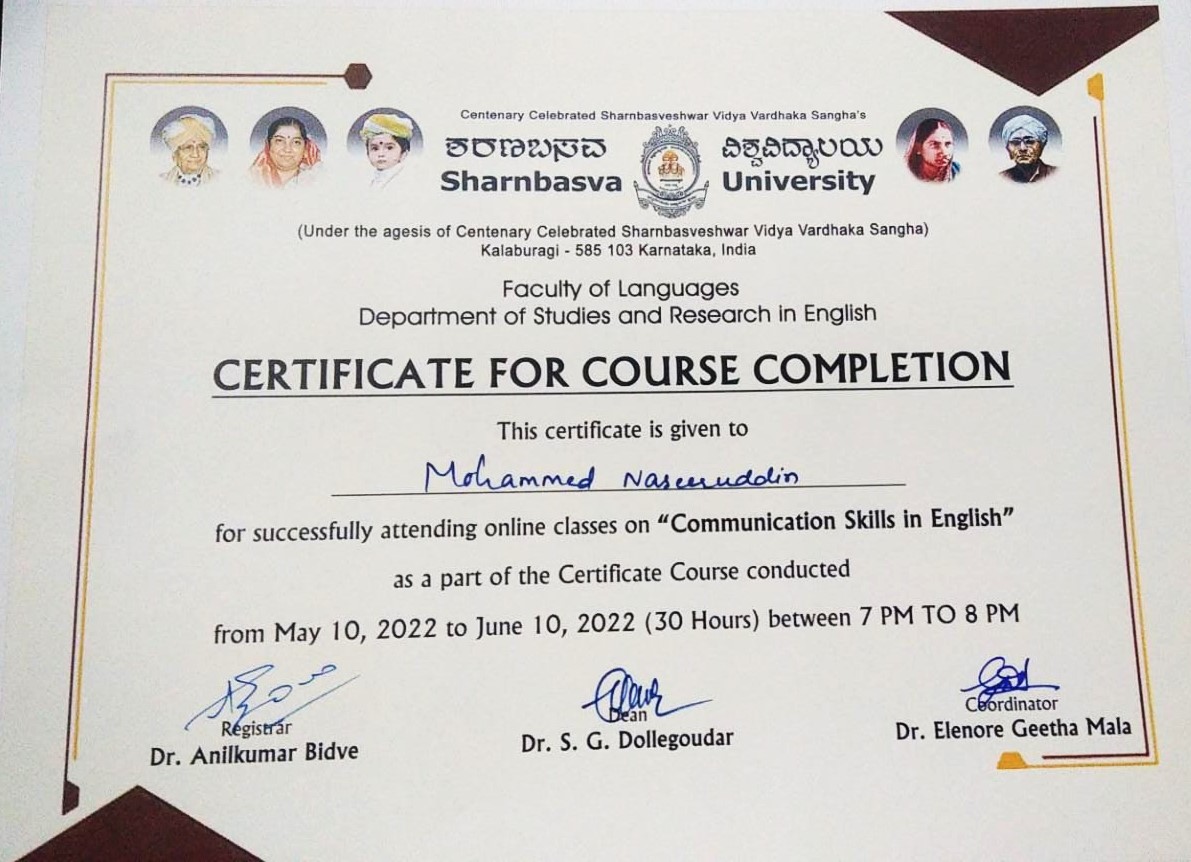 Centenary Celebrated Sharnbasveshwar Vidya Vardhaka Sangha's
ಶರಣಬಸವ ವಿಶ್ವವಿದ್ಯಾಲಯ
Sharnbasva University
(Under the agesis of Centenary Celebrated Sharnbasveshwar Vidya Vardhaka Sangha)
Kalaburagi - 585 103 Karnataka, India
Faculty of Languages
Department of Studies and Research in English
CERTIFICATE FOR COURSE COMPLETION
This certificate is given to
Mohammed Naseeruddin
for successfully attending online classes on “Communication Skills in English”
as a part of the Certificate Course conducted
from May 10, 2022 to June 10, 2022 (30 Hours) between 7 PM TO 8 PM
Registrar
Dr. Anilkumar Bidve
Dean
Dr. S. G. Dollegoudar
Coordinator
Dr. Elenore Geetha Mala